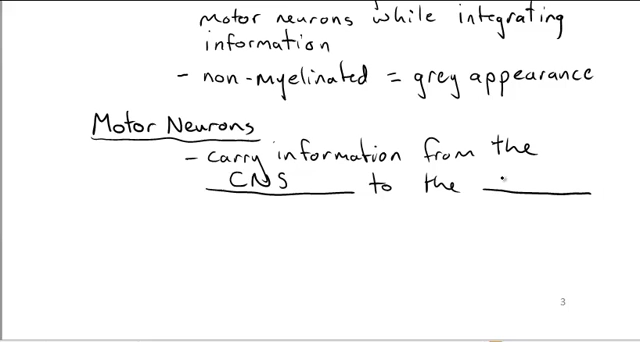 motor neurons while integrating
information
- non-myelinated = grey appearance
Motor Neurons
- carry information from the
CNS to the
3